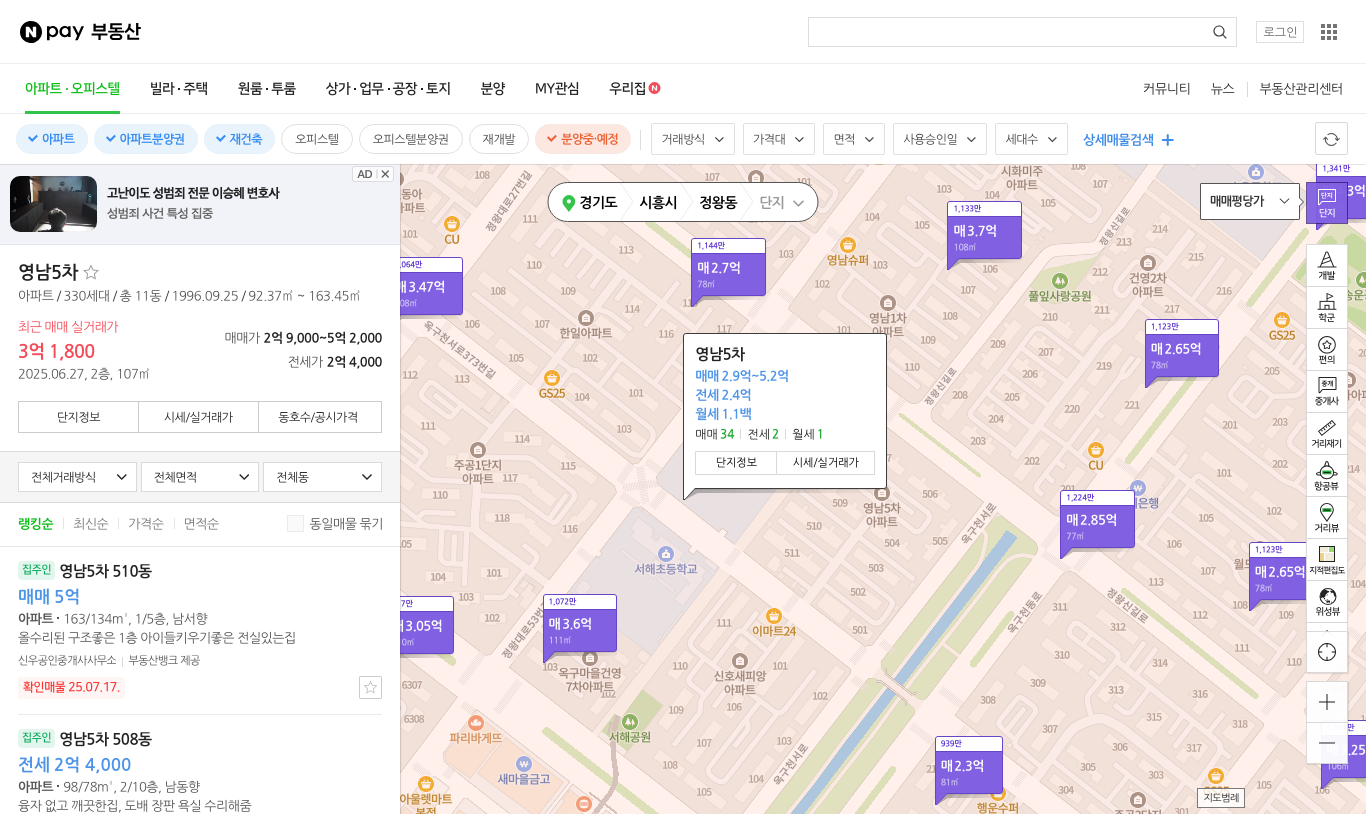 N pay 부동산
로그인
아파트·오피스텔
빌라·주택
원룸·투룸
상가·업무·공장·토지
분양
MY관심
우리집 N
커뮤니티
뉴스
부동산관리센터
아파트
아파트분양권
재건축
오피스텔
오피스텔분양권
재개발
분양중·예정
거래방식
가격대
면적
사용승인일
세대수
상세매물검색
AD
고난이도 성범죄 전문 이승혜 변호사
성범죄 사건 특성 집중
영남5차
아파트 / 330세대 / 총 11동 / 1996.09.25 / 92.37㎡ ~ 163.45㎡
최근 매매 실거래가
3억 1,800
2025.06.27, 2층, 107㎡
매매가 2억 9,000~5억 2,000
전세가 2억 4,000
단지정보
시세/실거래가
동호수/공시가격
전체거래방식
전체면적
전체동
랭킹순
최신순
가격순
면적순
동일매물 묶기
집주인 영남5차 510동
매매 5억
아파트 · 163/134m², 1/5층, 남서향
올수리된 구조좋은 1층 아이들키우기좋은 전실있는집
신우공인중개사사무소
부동산뱅크 제공
확인매물 25.07.17.
집주인 영남5차 508동
전세 2억 4,000
아파트 · 98/78m², 2/10층, 남동향
융자 없고 깨끗한집, 도배 장판 욕실 수리해줌
경기도
시흥시
정왕동
단지
매매평당가
단지
단지
개발
학군
편의
중개
중개사
거리재기
항공뷰
거리뷰
지적편집도
위성뷰
지도범례
영남5차
매매 2.9억~5.2억
전세 2.4억
월세 1.1백
매매 34
전세 2
월세 1
단지정보
시세/실거래가
1,144만
매2.7억
78㎡
1,133만
매3.7억
108㎡
1,123만
매2.65억
78㎡
1,224만
매2.85억
77㎡
1,123만
매2.65억
78㎡
1,072만
매3.6억
111㎡
939만
매2.3억
81㎡
1,341만
3.47억
3.05억
정왕대로27번길
옥구천서로373번길
정왕대로53번길
정왕신길로
정왕신길로
정왕신길로
옥구천서로
옥구천동로
옥구천서로
CU
영남슈퍼
시화미주
아파트
풀잎사랑공원
건영2차
아파트
GS25
한일아파트
영남1차
아파트
GS25
주공1단지
아파트
CU
영남5차
아파트
서해초등학교
이마트24
옥구마을건영
7차아파트
신호새피앙
아파트
서해공원
파리바게뜨
새마을금고
아울렛마트
본점
행운슈퍼